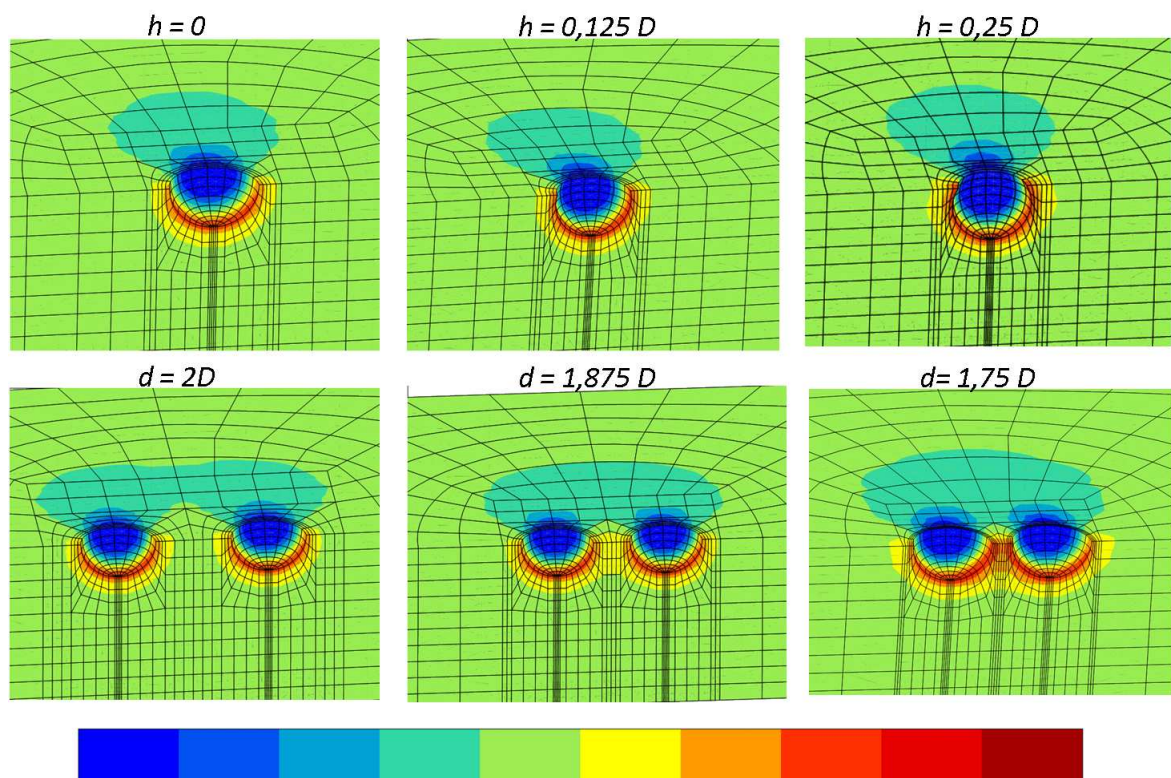 h = 0
h = 0,125 D
h = 0,25 D
d = 2D
d = 1,875 D
d= 1,75 D